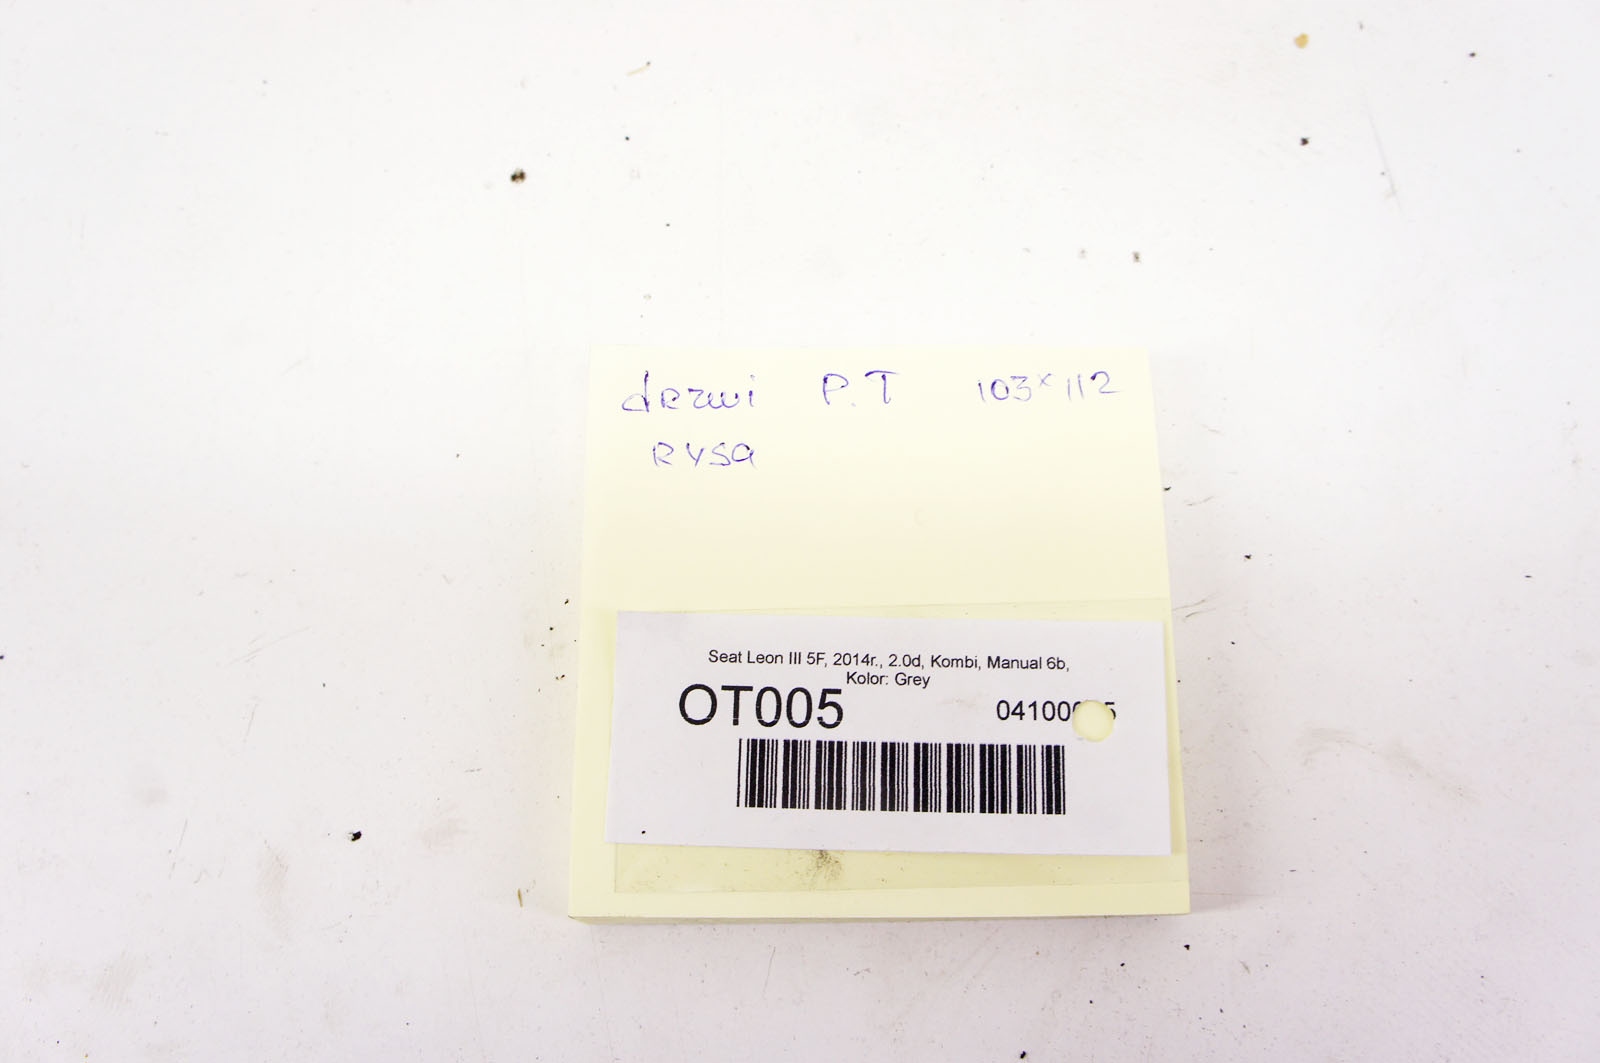 drzwi P.T 103x112
RYSA
Seat Leon III 5F, 2014r., 2.0d, Kombi, Manual 6b,
Kolor: Grey
OT005